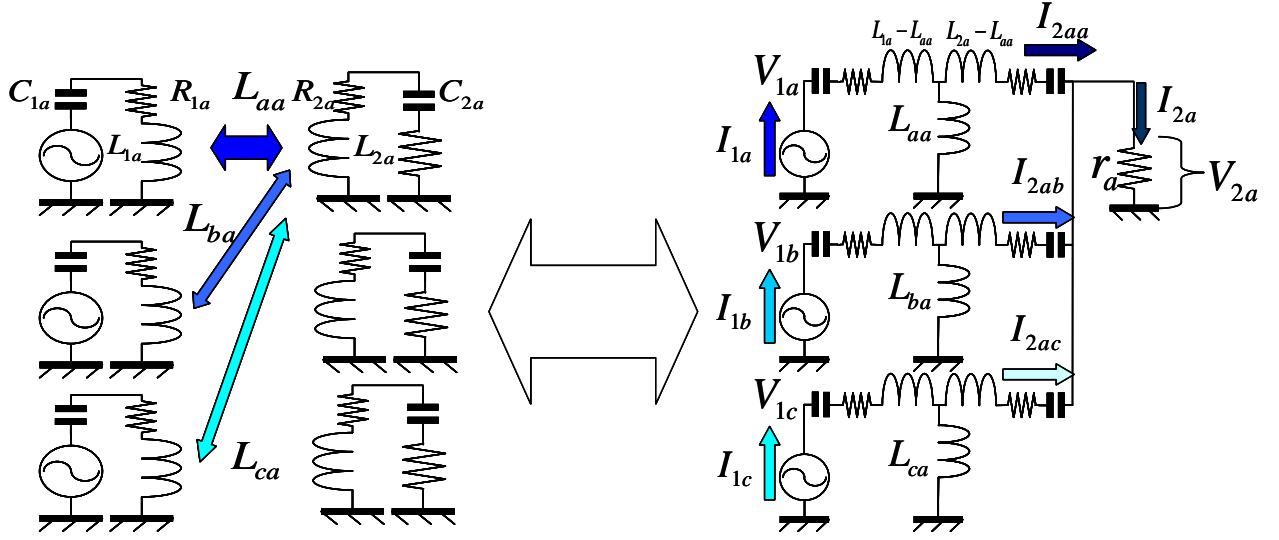 C1a R1a Laa R2a C2a
L1a L2a
Lba
Lca
L1a−Laa L2a−Laa I2aa
V1a
I1a Laa ra I2a V2a
I2ab
V1b
I1b Lba
I2ac
V1c
I1c Lca